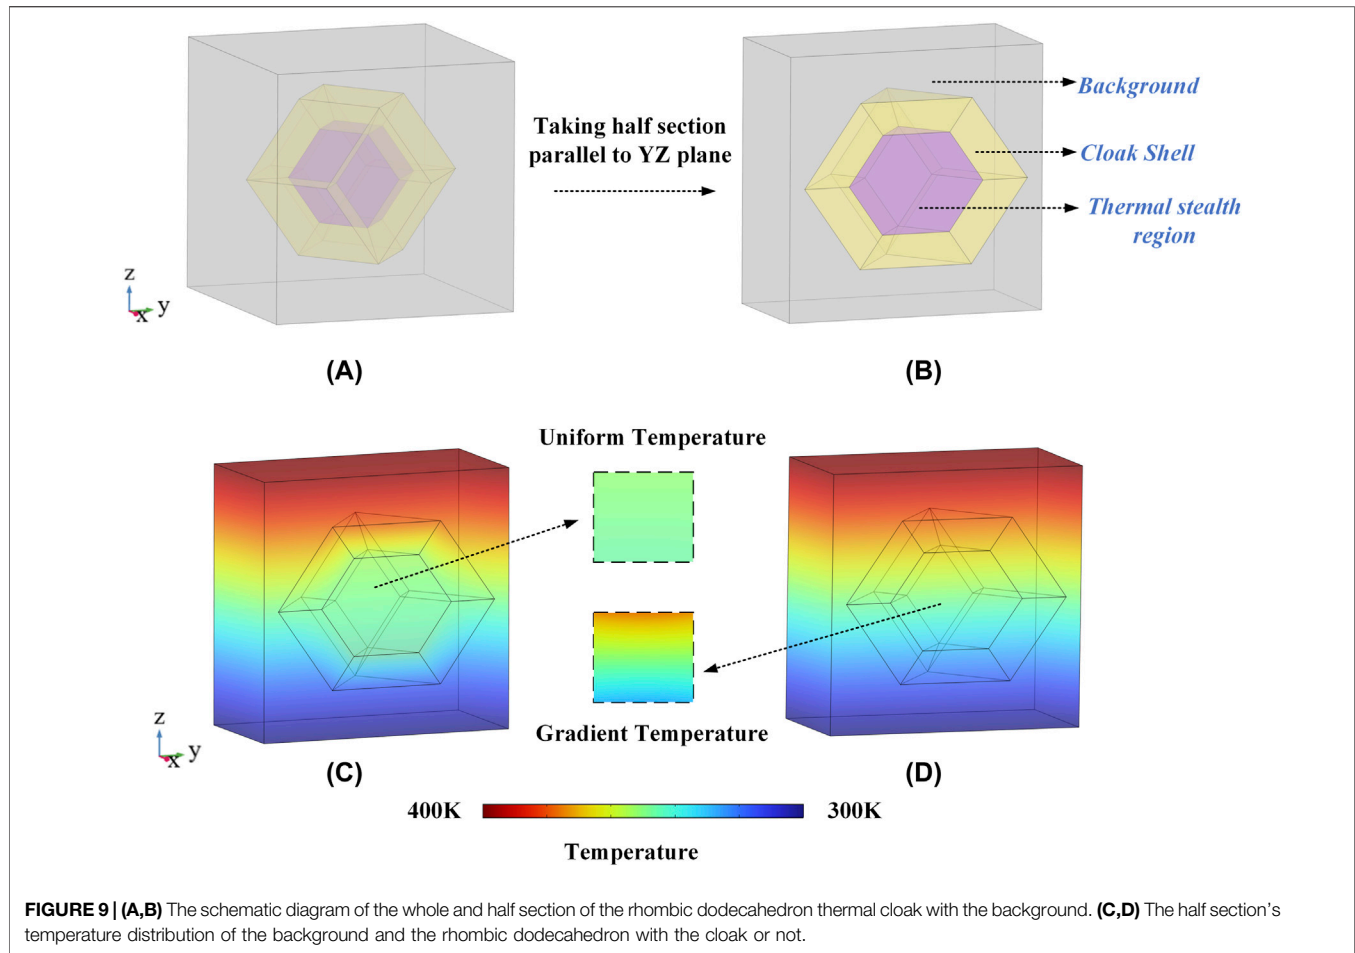 Background
Taking half section
parallel to YZ plane
Cloak Shell
Thermal stealth
region
z
y
x
(A)
(B)
Uniform Temperature
Gradient Temperature
z
y
x
(C)
(D)
400K
300K
Temperature
FIGURE 9 | (A,B) The schematic diagram of the whole and half section of the rhombic dodecahedron thermal cloak with the background. (C,D) The half section's
temperature distribution of the background and the rhombic dodecahedron with the cloak or not.